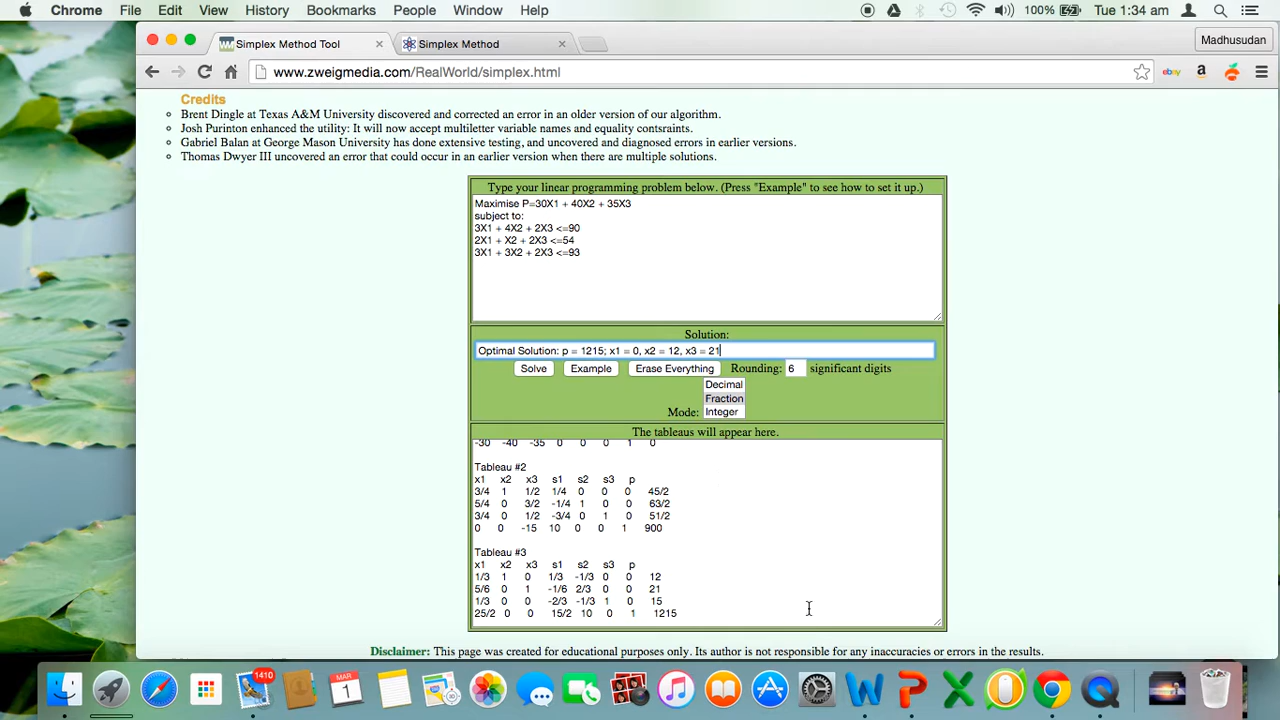 Chrome File Edit View History Bookmarks People Window Help 100% Tue 1:34 am
Simplex Method Tool Simplex Method Madhusudan
www.zweigmedia.com/RealWorld/simplex.html ebay a
Credits
Brent Dingle at Texas A&M University discovered and corrected an error in an older version of our algorithm.
Josh Purinton enhanced the utility: It will now accept multiletter variable names and equality contsraints.
Gabriel Balan at George Mason University has done extensive testing, and uncovered and diagnosed errors in earlier versions.
Thomas Dwyer III uncovered an error that could occur in an earlier version when there are multiple solutions.
Type your linear programming problem below. (Press "Example" to see how to set it up.)
Maximise P=30X1 + 40X2 + 35X3
subject to:
3X1 + 4X2 + 2X3 <=90
2X1 + X2 + 2X3 <=54
3X1 + 3X2 + 2X3 <=93
Solution:
Optimal Solution: p = 1215; x1 = 0, x2 = 12, x3 = 21
Solve Example Erase Everything Rounding: 6 significant digits
Decimal
Fraction
Mode: Integer
The tableaus will appear here.
-30 -40 -35 0 0 0 1 0
Tableau #2
x1 x2 x3 s1 s2 s3 p
3/4 1 1/2 1/4 0 0 0 45/2
5/4 0 3/2 -1/4 1 0 0 63/2
3/4 0 1/2 -3/4 0 1 0 51/2
0 0 -15 10 0 0 1 900
Tableau #3
x1 x2 x3 s1 s2 s3 p
1/3 1 0 1/3 -1/3 0 0 12
5/6 0 1 -1/6 2/3 0 0 21
1/3 0 0 -2/3 -1/3 1 0 15
25/2 0 0 15/2 10 0 1 1215
Disclaimer: This page was created for educational purposes only. Its author is not responsible for any inaccuracies or errors in the results.
1410
MAR
1